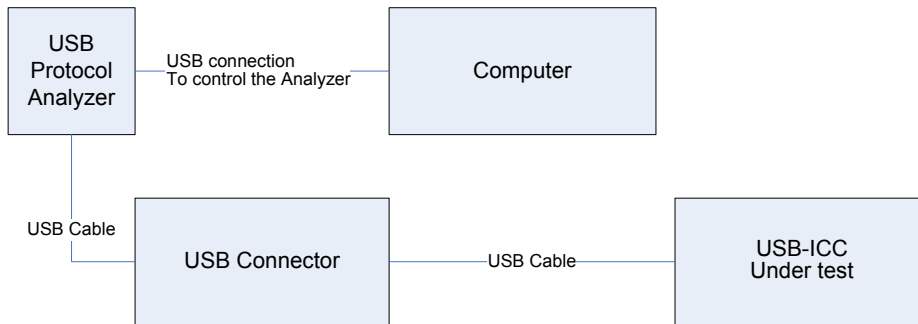 USB
Protocol
Analyzer
USB connection
To control the Analyzer
Computer
USB Cable
USB Connector
USB Cable
USB-ICC
Under test